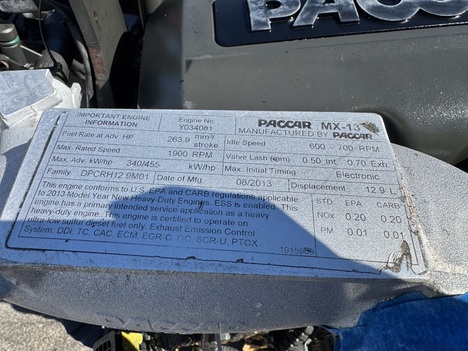 PACCAR
IMPORTANT ENGINE INFORMATION
Engine No. Y034081
PACCAR MX-13
MANUFACTURED BY PACCAR
Fuel Rate at Adv. HP 263.9 mm³ stroke
Idle Speed 600 - 700 RPM
Max. Rated Speed 1900 RPM
Valve Lash (mm) 0.50 Int. 0.70 Exh.
Max. Adv kW/hp 340/455 kW/hp
Maximum Initial Timing Electronic
Family DPCRH12.9M01
Date of Mfg 08/2013
Displacement 12.9 L
This engine conforms to U.S. EPA and CARB regulations applicable
to 2013 Model Year New Heavy Duty Engines. ESS is enabled. This
engine has a primary intended service application as a heavy
heavy-duty engine. This engine is certified to operate on
ultra-low-sulfur diesel fuel only. Exhaust Emission Control
System: DDI, TC, CAC, ECM, EGR-C, OC, SCR-U, PTOX
STD. EPA CARB
NOx 0.20 0.20
PM 0.01 0.01